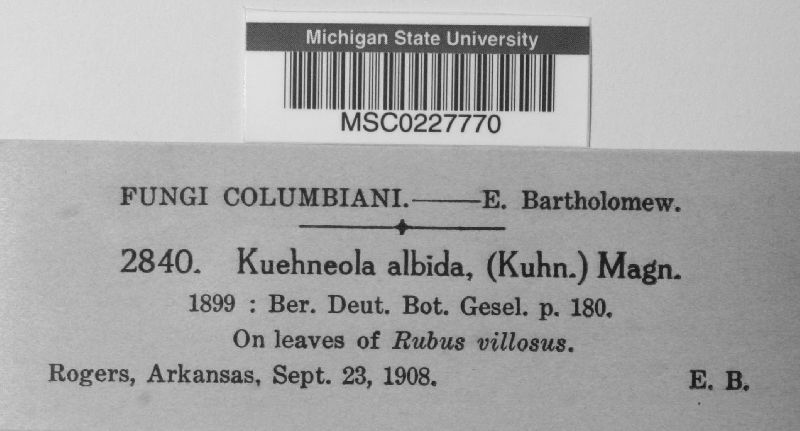 Michigan State University
MSC0227770
FUNGI COLUMBIANI.——E. Bartholomew.
2840. Kuehneola albida, (Kuhn.) Magn.
1899 : Ber. Deut. Bot. Gesel. p. 180.
On leaves of Rubus villosus.
Rogers, Arkansas, Sept. 23, 1908. E. B.